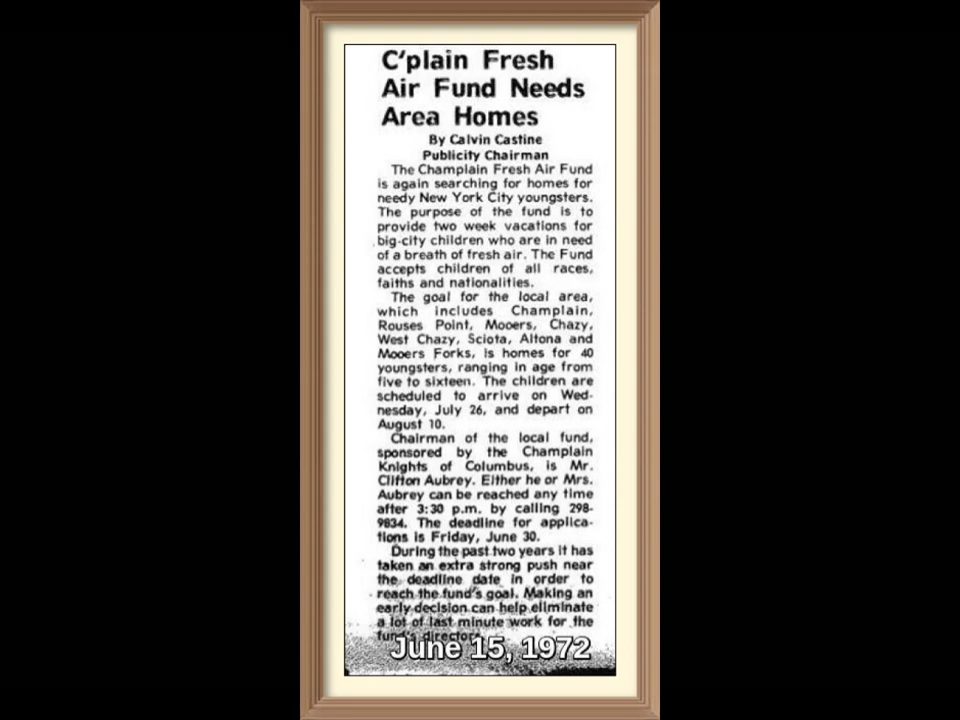 C'plain Fresh
Air Fund Needs
Area Homes
By Calvin Castine
Publicity Chairman
The Champlain Fresh Air Fund
is again searching for homes for
needy New York City youngsters.
The purpose of the fund is to
provide two week vacations for
big-city children who are in need
of a breath of fresh air. The Fund
accepts children of all races,
faiths and nationalities.
The goal for the local area,
which includes Champlain,
Rouses Point, Mooers, Chazy,
West Chazy, Sciota, Altona and
Mooers Forks, is homes for 40
youngsters, ranging in age from
five to sixteen. The children are
scheduled to arrive on Wed-
nesday, July 26, and depart on
August 10.
Chairman of the local fund,
sponsored by the Champlain
Knights of Columbus, is Mr.
Clifton Aubrey. Either he or Mrs.
Aubrey can be reached any time
after 3:30 p.m. by calling 298-
9834. The deadline for applica-
tions is Friday, June 30.
During the past two years it has
taken an extra strong push near
the deadline date in order to
reach the fund's goal. Making an
early decision can help eliminate
a lot of last minute work for the
fund's directors.
June 15, 1972